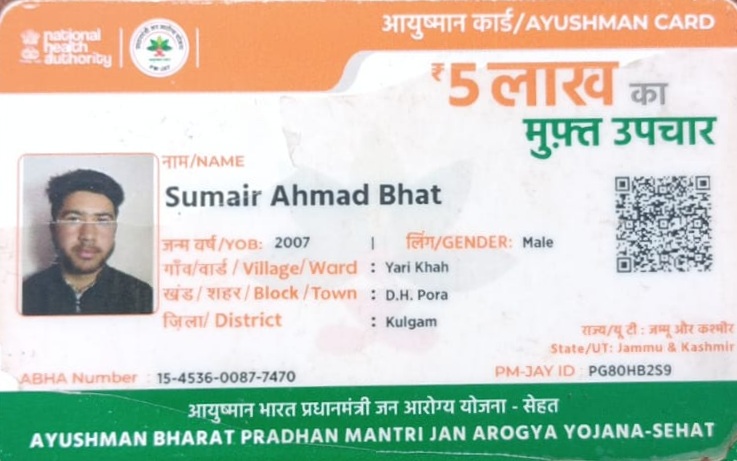 national
health
authority
PM-JAY
आयुष्मान कार्ड/AYUSHMAN CARD
₹5 लाख का
मुफ़्त उपचार
नाम/NAME
Sumair Ahmad Bhat
जन्म वर्ष/YOB: 2007 | लिंग/GENDER: Male
गाँव/वार्ड / Village/ Ward : Yari Khah
खंड / शहर / Block / Town : D.H. Pora
ज़िला/ District : Kulgam
राज्य/यू टी : जम्मू और कश्मीर
State/UT: Jammu & Kashmir
ABHA Number : 15-4536-0087-7470 PM-JAY ID : PG80HB2S9
आयुष्मान भारत प्रधानमंत्री जन आरोग्य योजना - सेहत
AYUSHMAN BHARAT PRADHAN MANTRI JAN AROGYA YOJANA-SEHAT